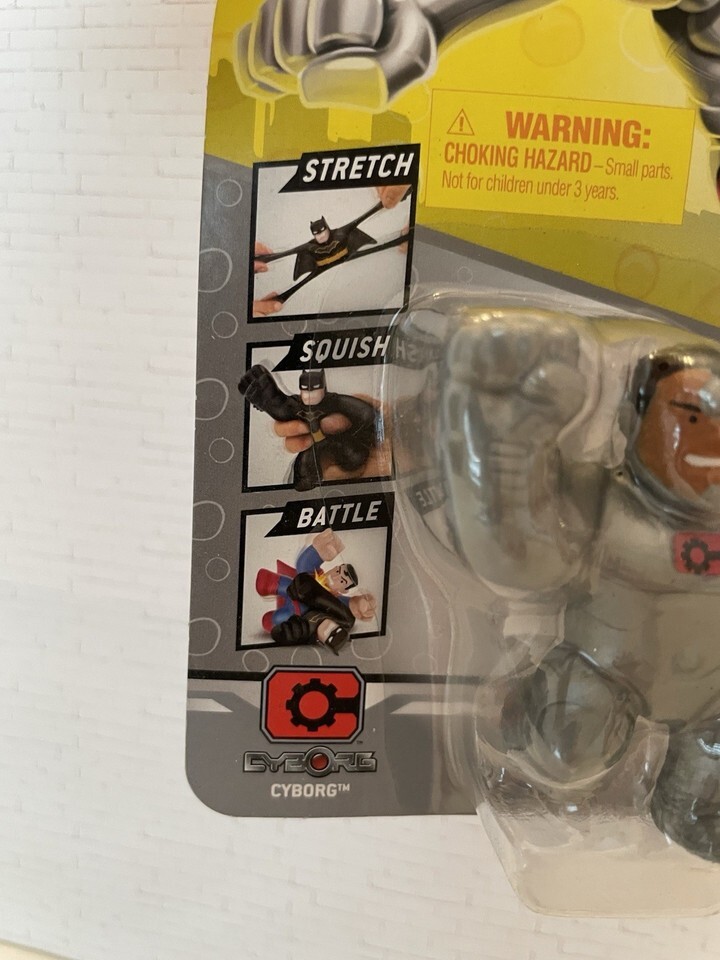 WARNING:
CHOKING HAZARD – Small parts.
Not for children under 3 years.
STRETCH
SQUISH
BATTLE
CYBORG
CYBORG™